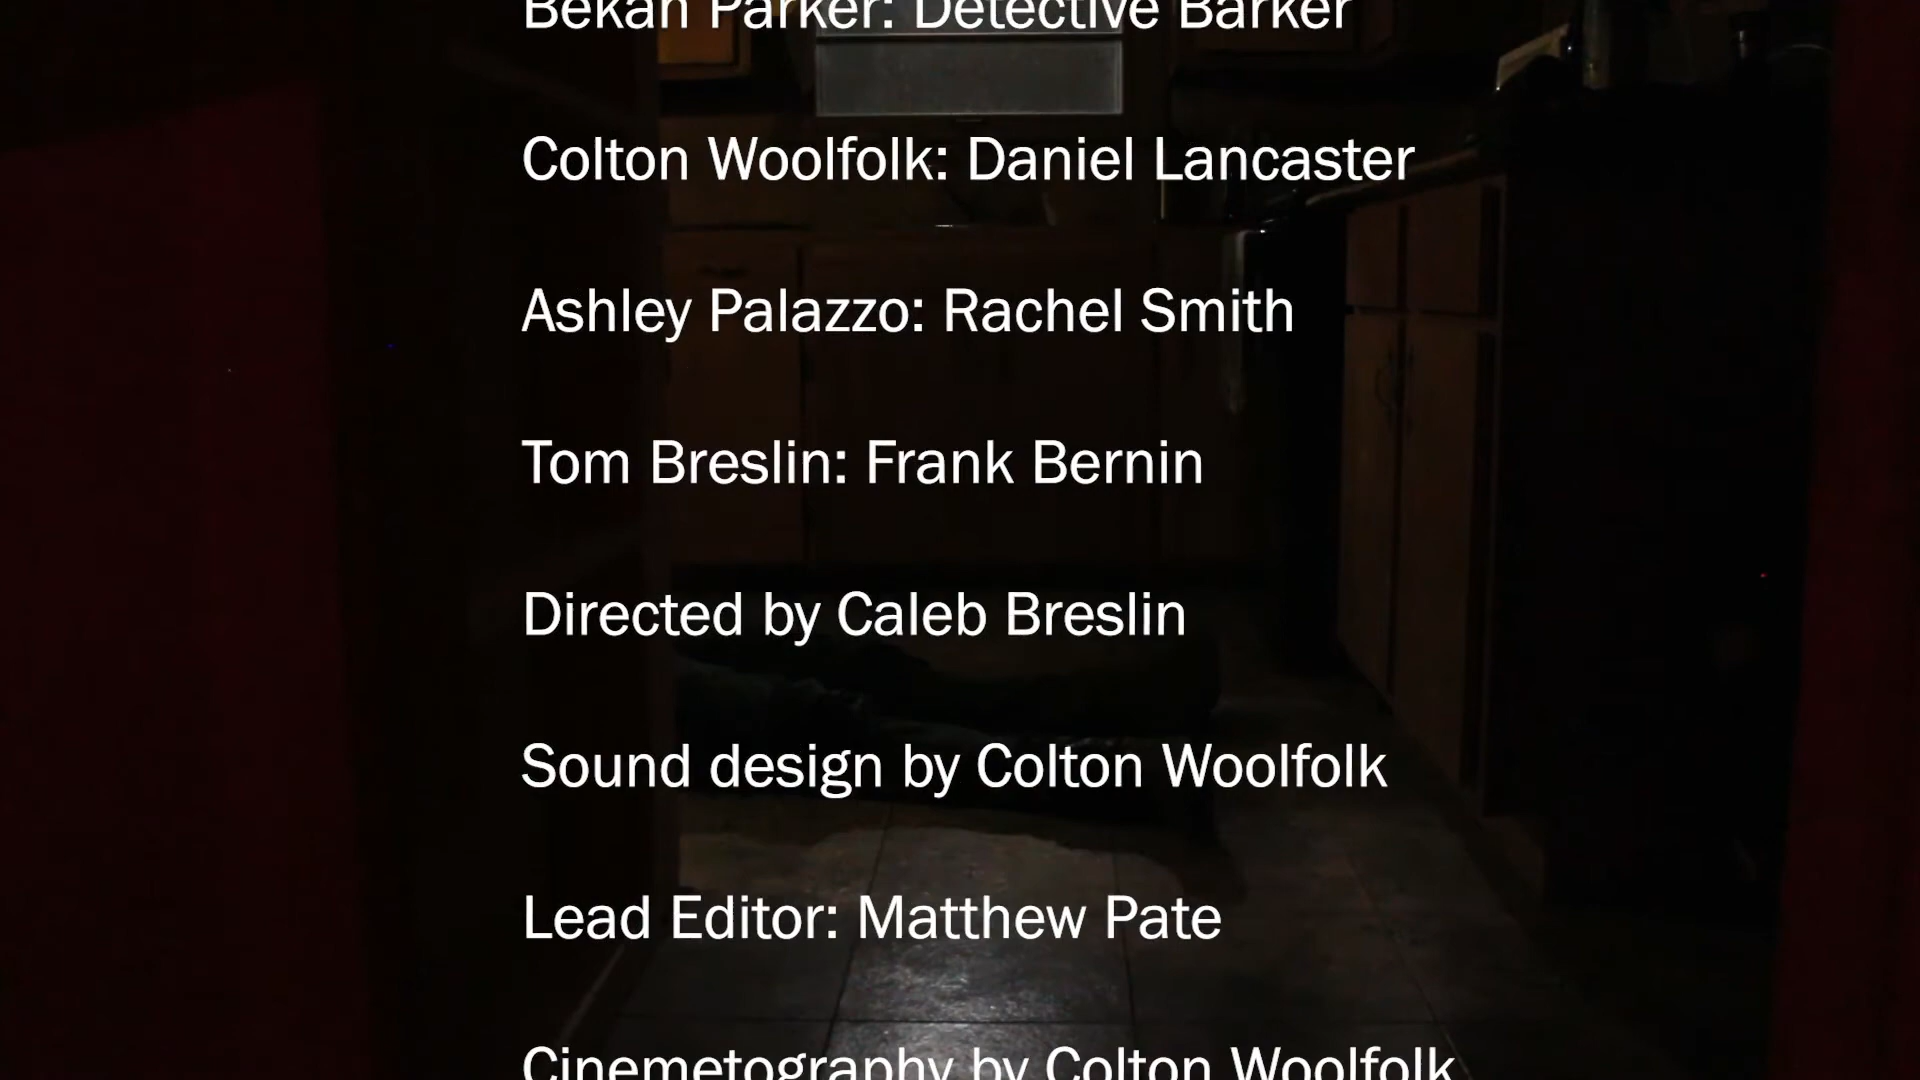 Bekah Parker: Detective Barker
Colton Woolfolk: Daniel Lancaster
Ashley Palazzo: Rachel Smith
Tom Breslin: Frank Bernin
Directed by Caleb Breslin
Sound design by Colton Woolfolk
Lead Editor: Matthew Pate
Cinemetography by Colton Woolfolk